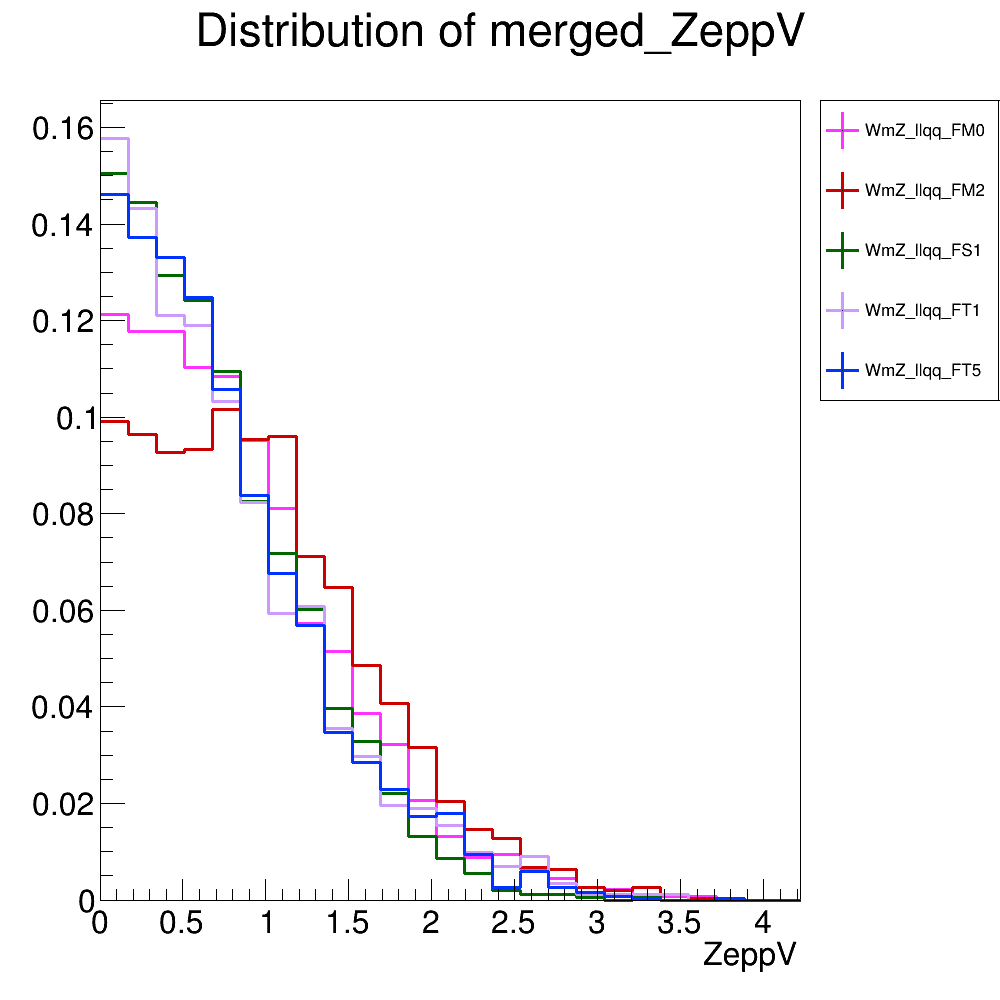 Distribution of merged_ZeppV
0.16
0.14
0.12
0.1
0.08
0.06
0.04
0.02
0
0 0.5 1 1.5 2 2.5 3 3.5 4
ZeppV
WmZ_llqq_FM0
WmZ_llqq_FM2
WmZ_llqq_FS1
WmZ_llqq_FT1
WmZ_llqq_FT5